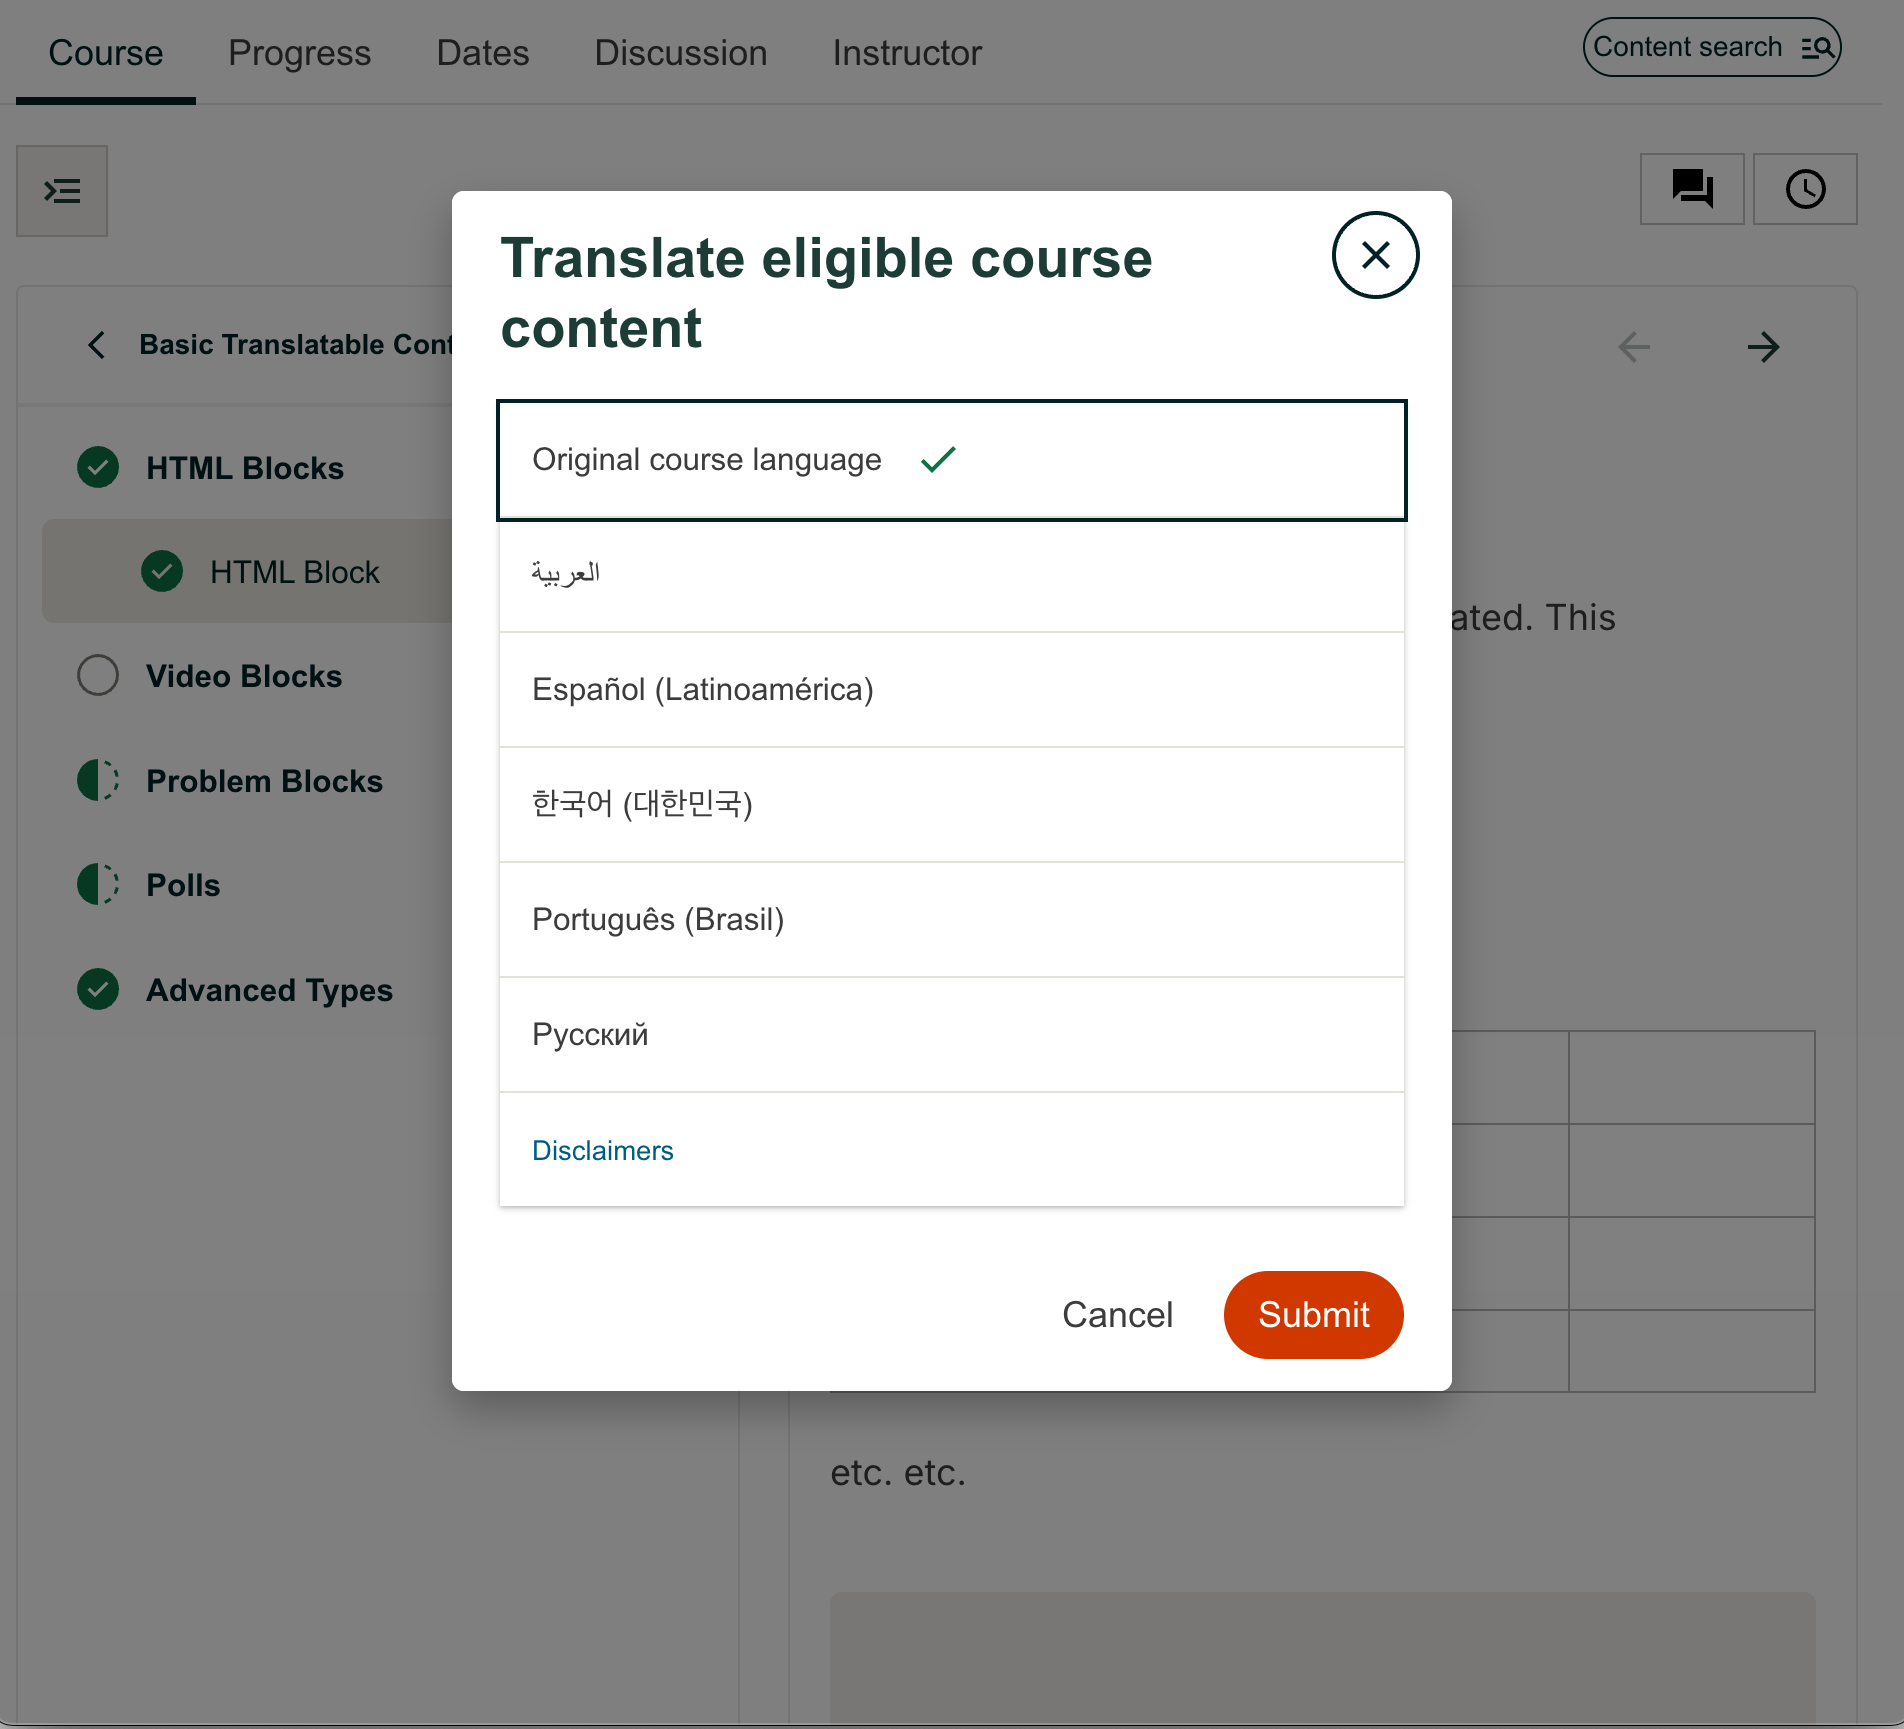 Course Progress Dates Discussion Instructor Content search
Translate eligible course
content
Basic Translatable Cont
HTML Blocks
HTML Block
Video Blocks
Problem Blocks
Polls
Advanced Types
Original course language
العربية
Español (Latinoamérica)
한국어 (대한민국)
Português (Brasil)
Русский
Disclaimers
Cancel Submit
ated. This
etc. etc.